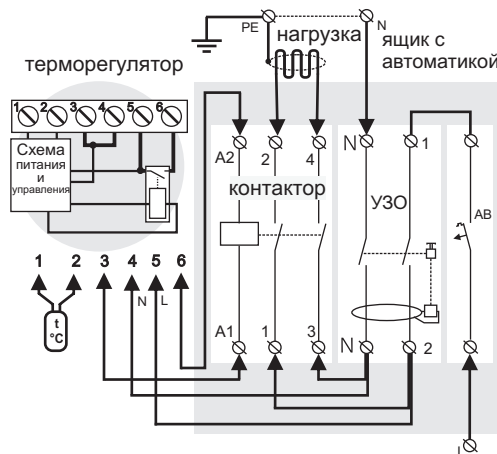 PE
N
нагрузка
ящик с
автоматикой
терморегулятор
1 2 3 4 5 6
Схема
питания
и
управления
A2 2 4 N 1
контактор
УЗО
AB
1 2 3 4 5 6
N L
t
°C
A1 1 3 N 2
L